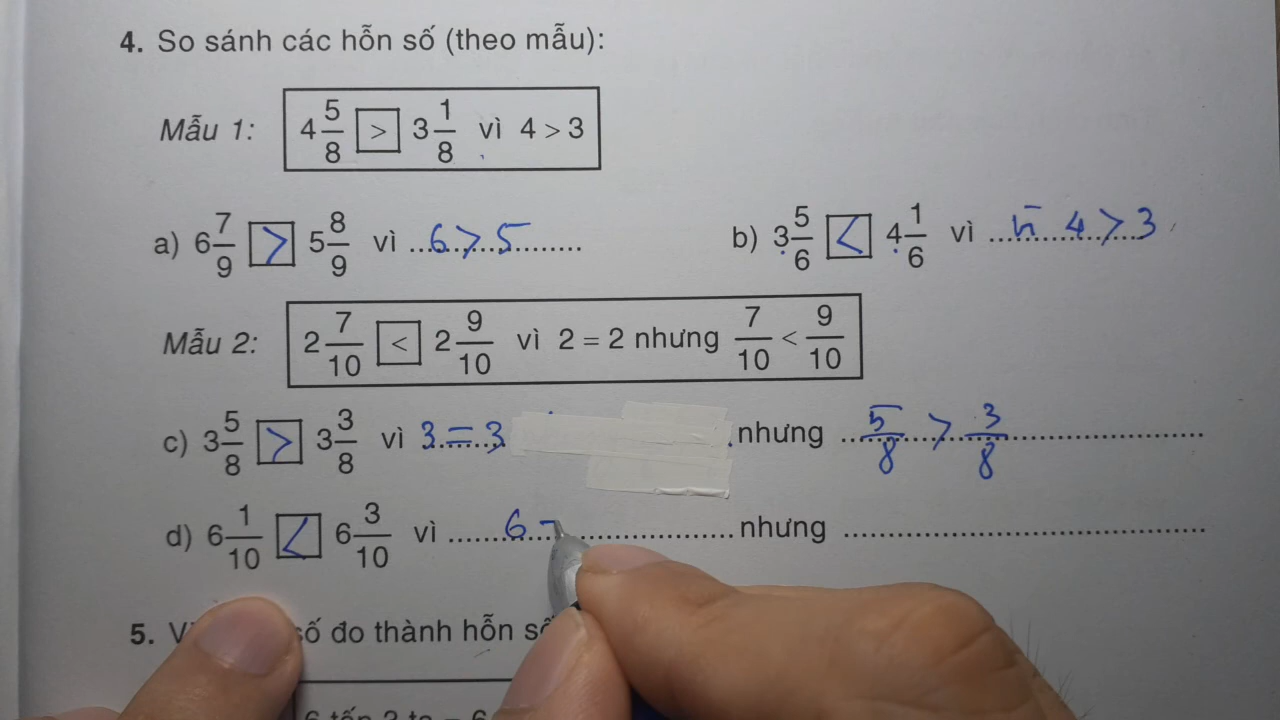 4. So sánh các hỗn số (theo mẫu):
Mẫu 1: 4 5/8 > 3 1/8 vì 4 > 3
a) 6 7/9 > 5 8/9 vì 6 > 5 b) 3 5/6 < 4 1/6 vì 4 > 3
Mẫu 2: 2 7/10 < 2 9/10 vì 2 = 2 nhưng 7/10 < 9/10
c) 3 5/8 > 3 3/8 vì 3 = 3 nhưng 5/8 > 3/8
d) 6 1/10 < 6 3/10 vì 6 nhưng
5. số đo thành hỗn